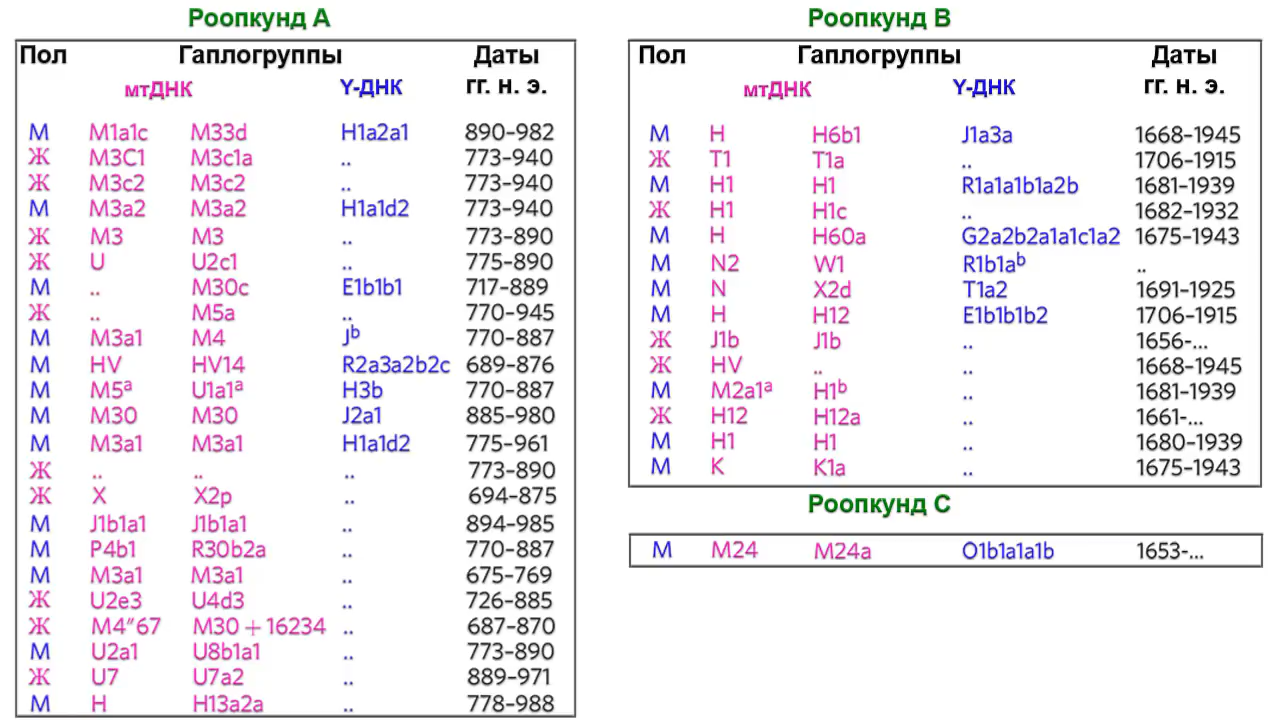 Роопкунд А
Пол Гаплогруппы Даты
мтДНК Y-ДНК гг. н. э.
М M1a1c M33d H1a2a1 890-982
Ж M3C1 M3c1a .. 773-940
Ж M3c2 M3c2 .. 773-940
М M3a2 M3a2 H1a1d2 773-940
Ж M3 M3 .. 773-890
Ж U U2c1 .. 775-890
М .. M30c E1b1b1 717-889
Ж .. M5a .. 770-945
М M3a1 M4 Jᵇ 770-887
М HV HV14 R2a3a2b2c 689-876
М M5ª U1a1ª H3b 770-887
М M30 M30 J2a1 885-980
М M3a1 M3a1 H1a1d2 775-961
Ж .. .. .. 773-890
Ж X X2p .. 694-875
М J1b1a1 J1b1a1 .. 894-985
М P4b1 R30b2a .. 770-887
М M3a1 M3a1 .. 675-769
Ж U2e3 U4d3 .. 726-885
Ж M4″67 M30 + 16234 .. 687-870
М U2a1 U8b1a1 .. 773-890
Ж U7 U7a2 .. 889-971
М H H13a2a .. 778-988
Роопкунд В
Пол Гаплогруппы Даты
мтДНК Y-ДНК гг. н. э.
М H H6b1 J1a3a 1668-1945
Ж T1 T1a .. 1706-1915
М H1 H1 R1a1a1b1a2b 1681-1939
Ж H1 H1c .. 1682-1932
М H H60a G2a2b2a1a1c1a2 1675-1943
М N2 W1 R1b1aᵇ ..
М N X2d T1a2 1691-1925
М H H12 E1b1b1b2 1706-1915
Ж J1b J1b .. 1656-...
Ж HV .. .. 1668-1945
М M2a1ª H1ᵇ .. 1681-1939
Ж H12 H12a .. 1661-...
М H1 H1 .. 1680-1939
М K K1a .. 1675-1943
Роопкунд С
М M24 M24a O1b1a1a1b 1653-...